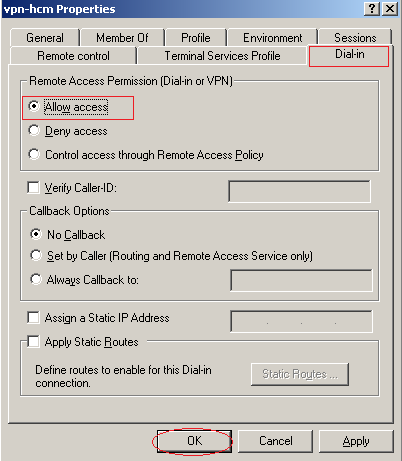 vpn-hcm Properties
General Member Of Profile Environment Sessions
Remote control Terminal Services Profile Dial-in
Remote Access Permission (Dial-in or VPN)
Allow access
Deny access
Control access through Remote Access Policy
Verify Caller-ID:
Callback Options
No Callback
Set by Caller (Routing and Remote Access Service only)
Always Callback to:
Assign a Static IP Address . . .
Apply Static Routes
Define routes to enable for this Dial-in
connection.
Static Routes ...
OK Cancel Apply